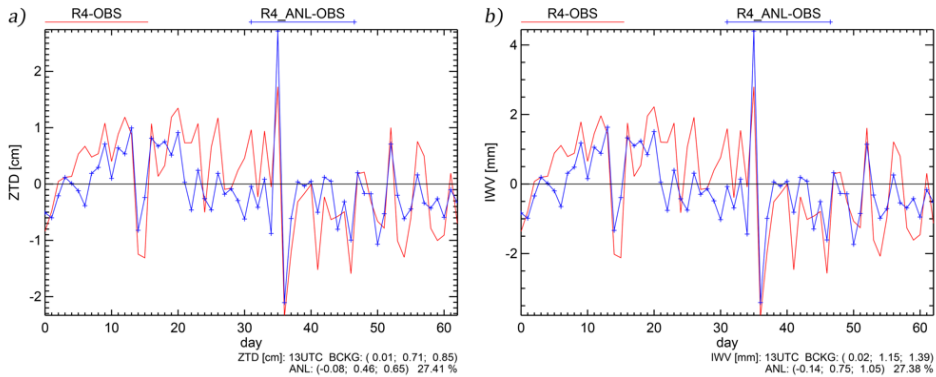 a)
R4-OBS
R4_ANL-OBS
ZTD [cm]
2
1
0
-1
-2
0 10 20 30 40 50 60
day
ZTD [cm]: 13UTC BCKG: ( 0.01; 0.71; 0.85)
ANL: (-0.08; 0.46; 0.65) 27.41 %
b)
R4-OBS
R4_ANL-OBS
IWV [mm]
4
2
0
-2
0 10 20 30 40 50 60
day
IWV [mm]: 13UTC BCKG: ( 0.02; 1.15; 1.39)
ANL: (-0.14; 0.75; 1.05) 27.38 %